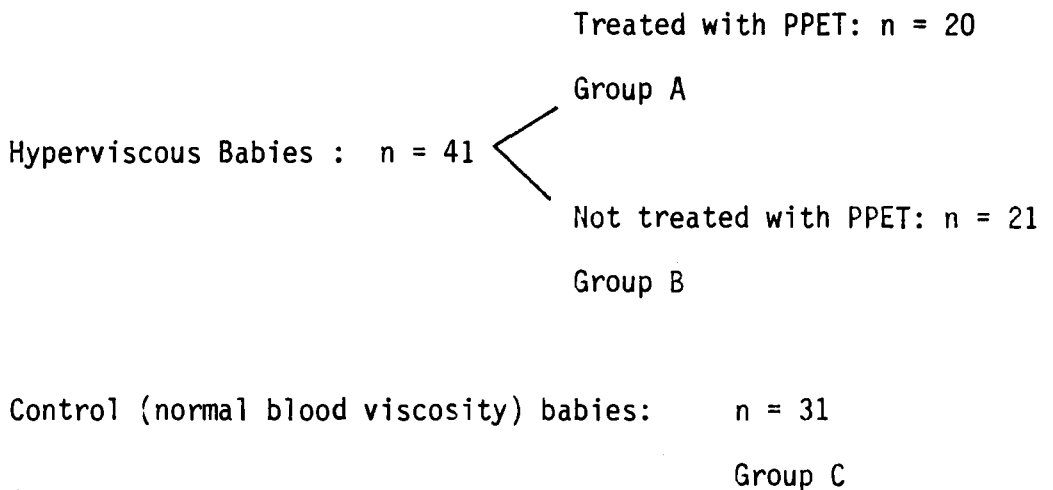 Treated with PPET: n = 20
Group A
Hyperviscous Babies : n = 41
Not treated with PPET: n = 21
Group B
Control (normal blood viscosity) babies: n = 31
Group C